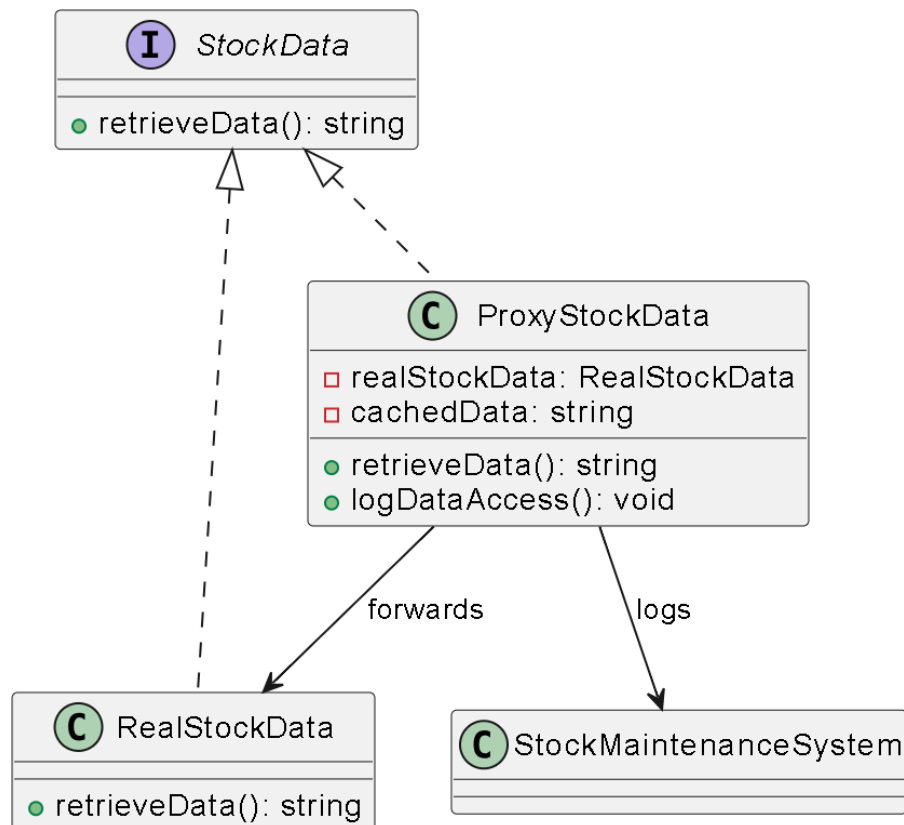 I StockData
retrieveData(): string
C ProxyStockData
realStockData: RealStockData
cachedData: string
retrieveData(): string
logDataAccess(): void
forwards
logs
C RealStockData
retrieveData(): string
C StockMaintenanceSystem